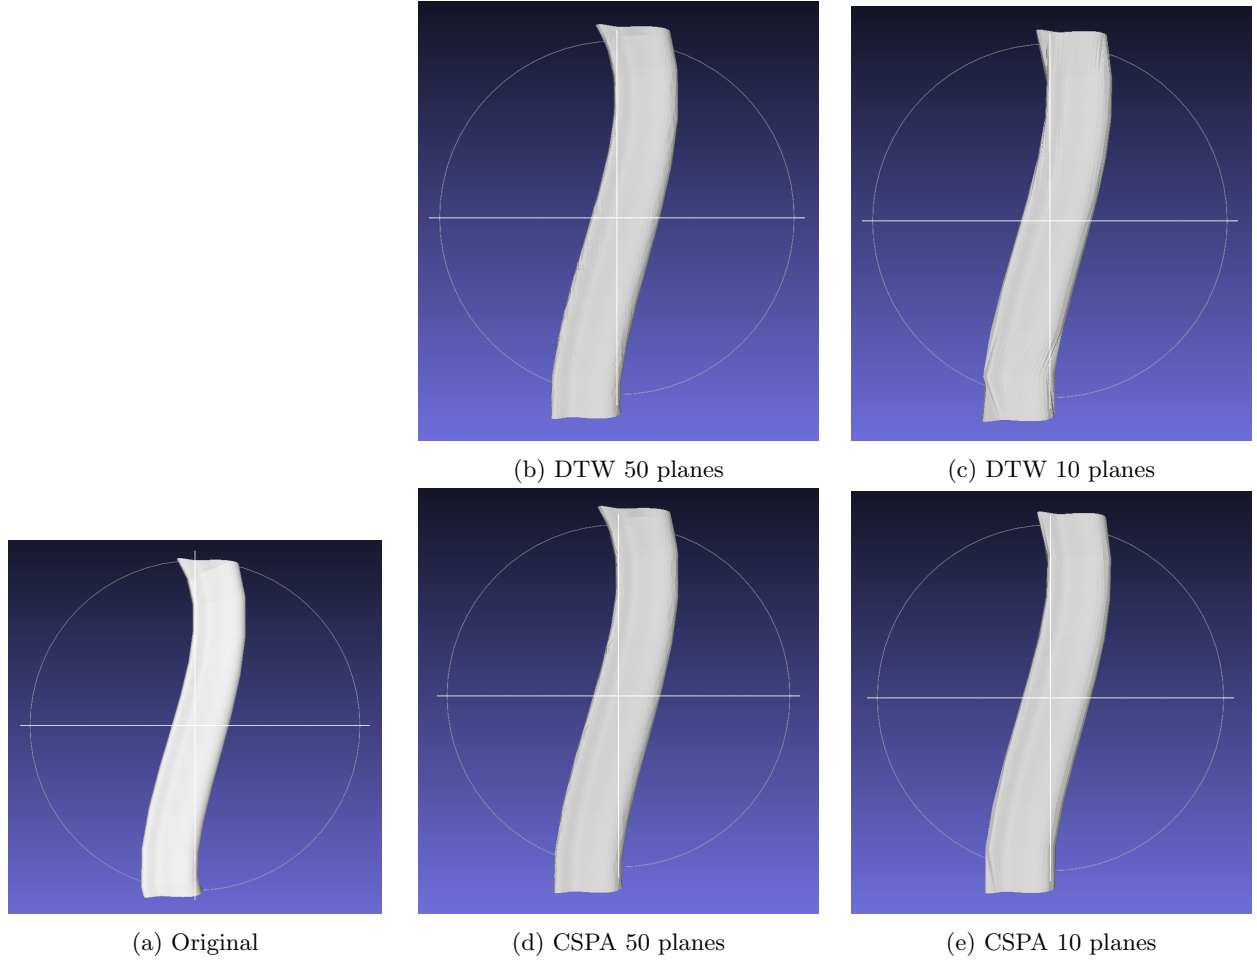 (b) DTW 50 planes
(c) DTW 10 planes
(a) Original
(d) CSPA 50 planes
(e) CSPA 10 planes